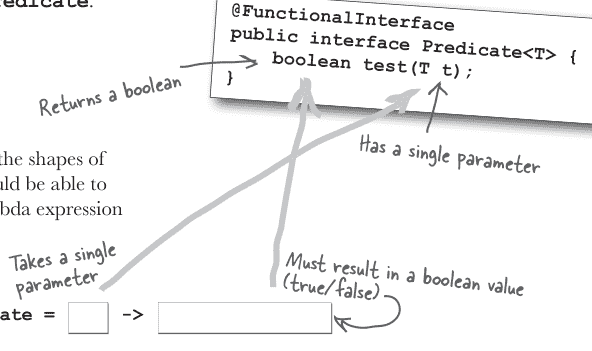 redicate.
@FunctionalInterface
public interface Predicate<T> {
boolean test(T t);
}
Returns a boolean
Has a single parameter
the shapes of
uld be able to
bda expression
Takes a single
parameter
Must result in a boolean value
(true/false)
ate = ->